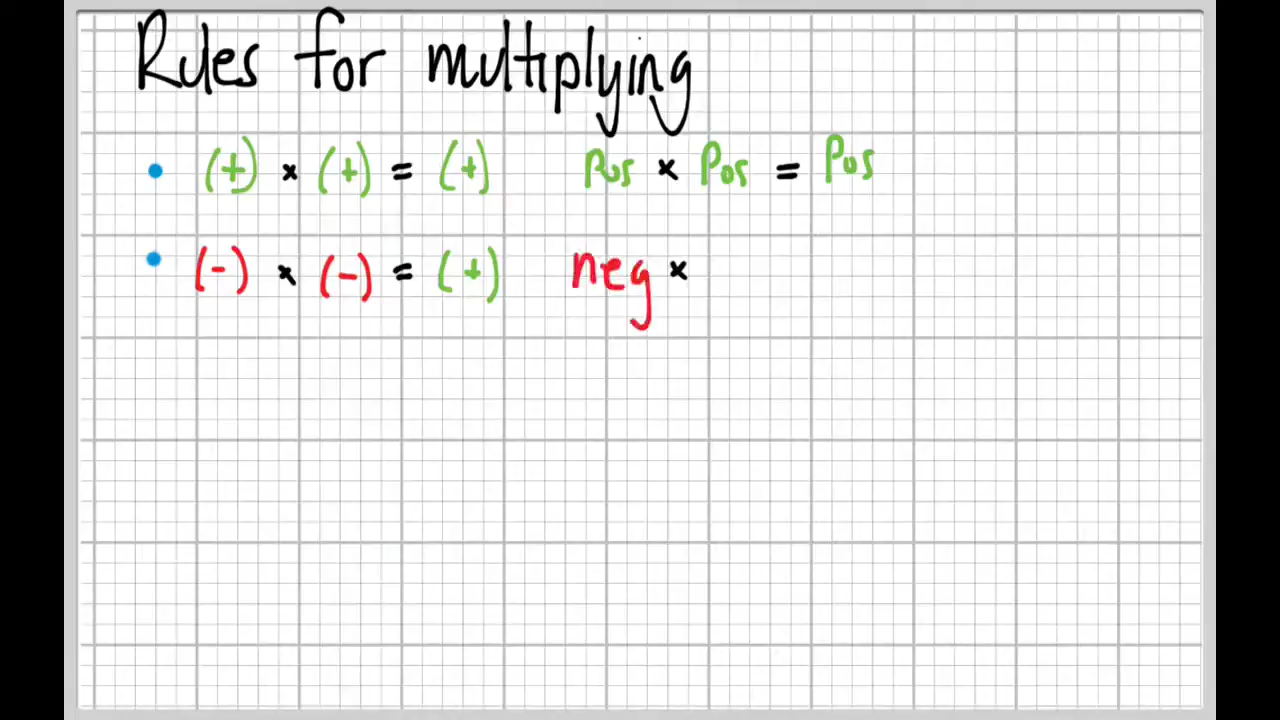 Rules for multiplying
• (+) × (+) = (+) Pos × Pos = Pos
• (-) × (-) = (+) neg ×